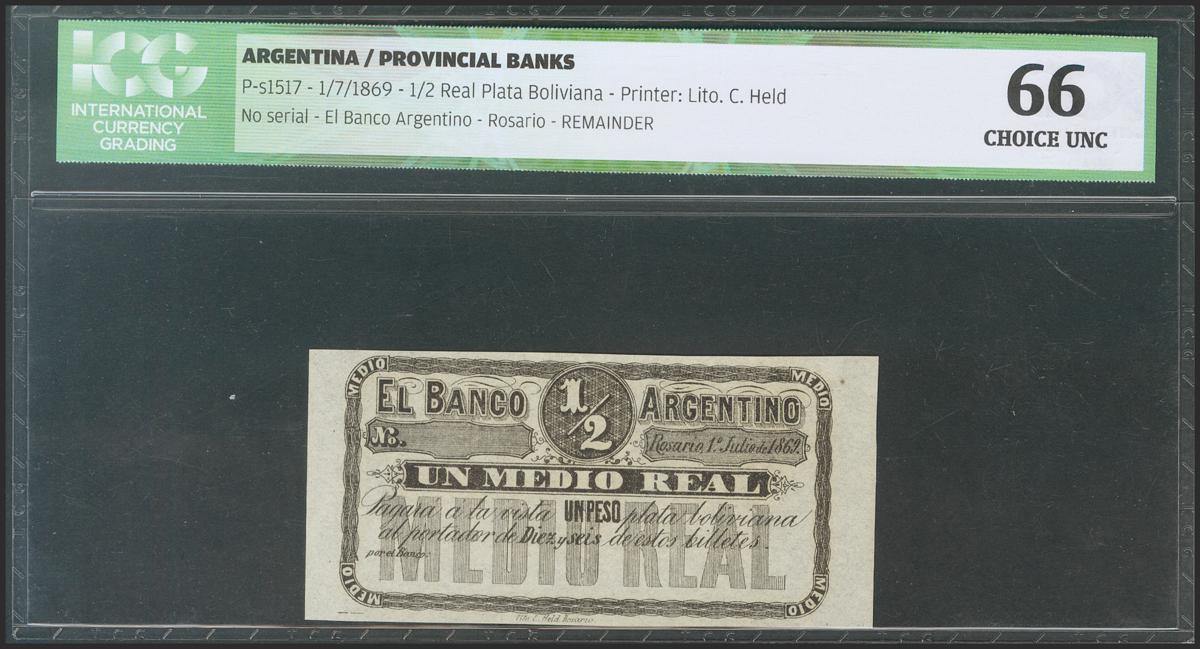 ICG
INTERNATIONAL
CURRENCY
GRADING
ARGENTINA / PROVINCIAL BANKS
P-s1517 - 1/7/1869 - 1/2 Real Plata Boliviana - Printer: Lito. C. Held
No serial - El Banco Argentino - Rosario - REMAINDER
66
CHOICE UNC
MEDIO
MEDIO
EL BANCO 1/2 ARGENTINO
No.
Rosario, 1º Julio de 1869.
UN MEDIO REAL
Pagará á la vista UN PESO plata boliviana
al portador de Diez y seis de estos billetes.
por el Banco:
MEDIO REAL
MEDIO
MEDIO
Lito. C. Held Rosario